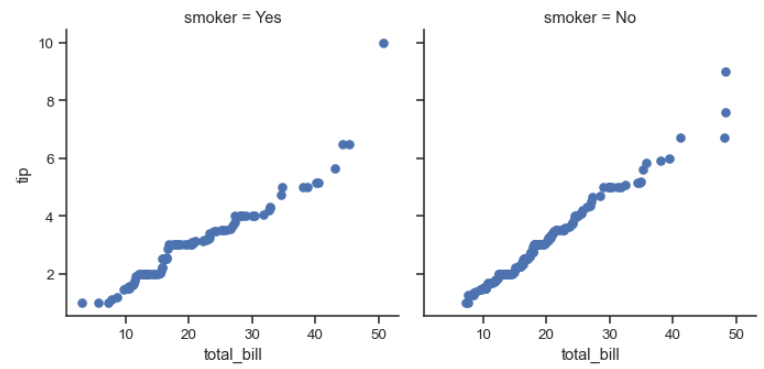 smoker = Yes
smoker = No
tip
10
8
6
4
2
10 20 30 40 50
10 20 30 40 50
total_bill
total_bill